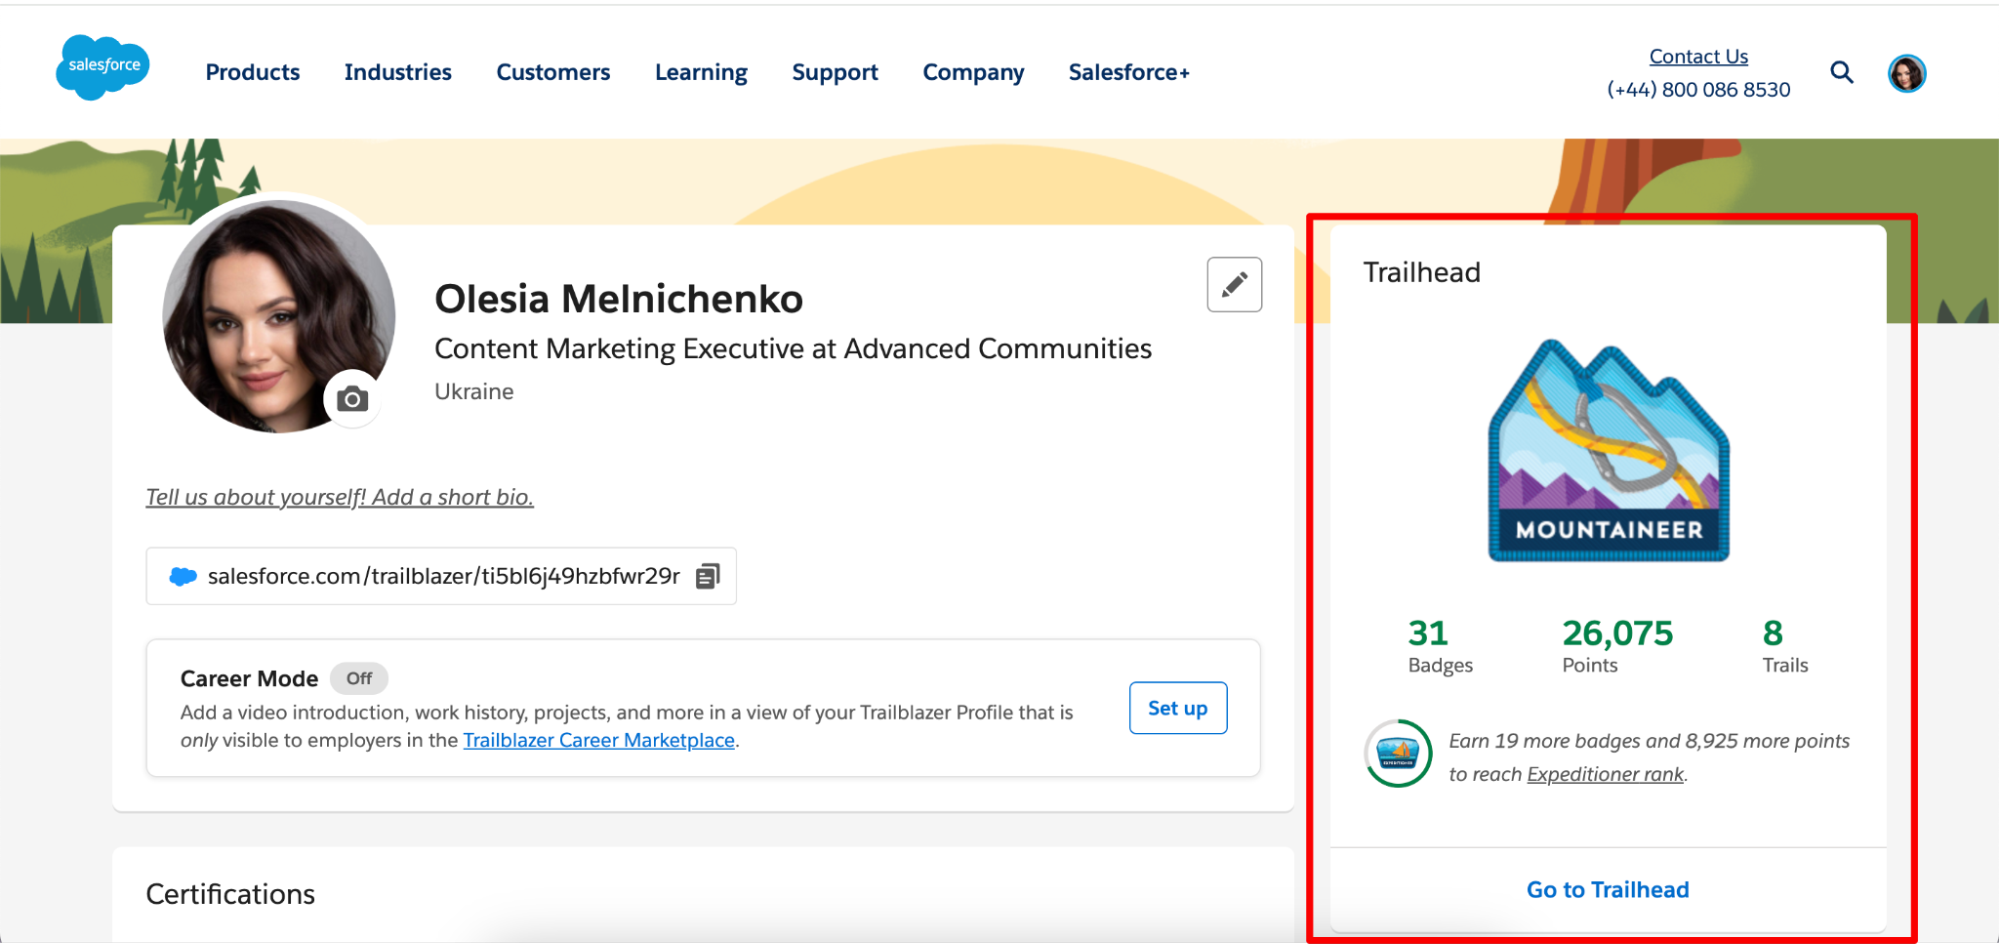 salesforce
Products Industries Customers Learning Support Company Salesforce+
Contact Us
(+44) 800 086 8530
Olesia Melnichenko
Content Marketing Executive at Advanced Communities
Ukraine
Tell us about yourself! Add a short bio.
salesforce.com/trailblazer/ti5bl6j49hzbfwr29r
Career Mode Off
Add a video introduction, work history, projects, and more in a view of your Trailblazer Profile that is
only visible to employers in the Trailblazer Career Marketplace.
Set up
Certifications
Trailhead
MOUNTAINEER
31 26,075 8
Badges Points Trails
EXPEDITIONER
Earn 19 more badges and 8,925 more points
to reach Expeditioner rank.
Go to Trailhead